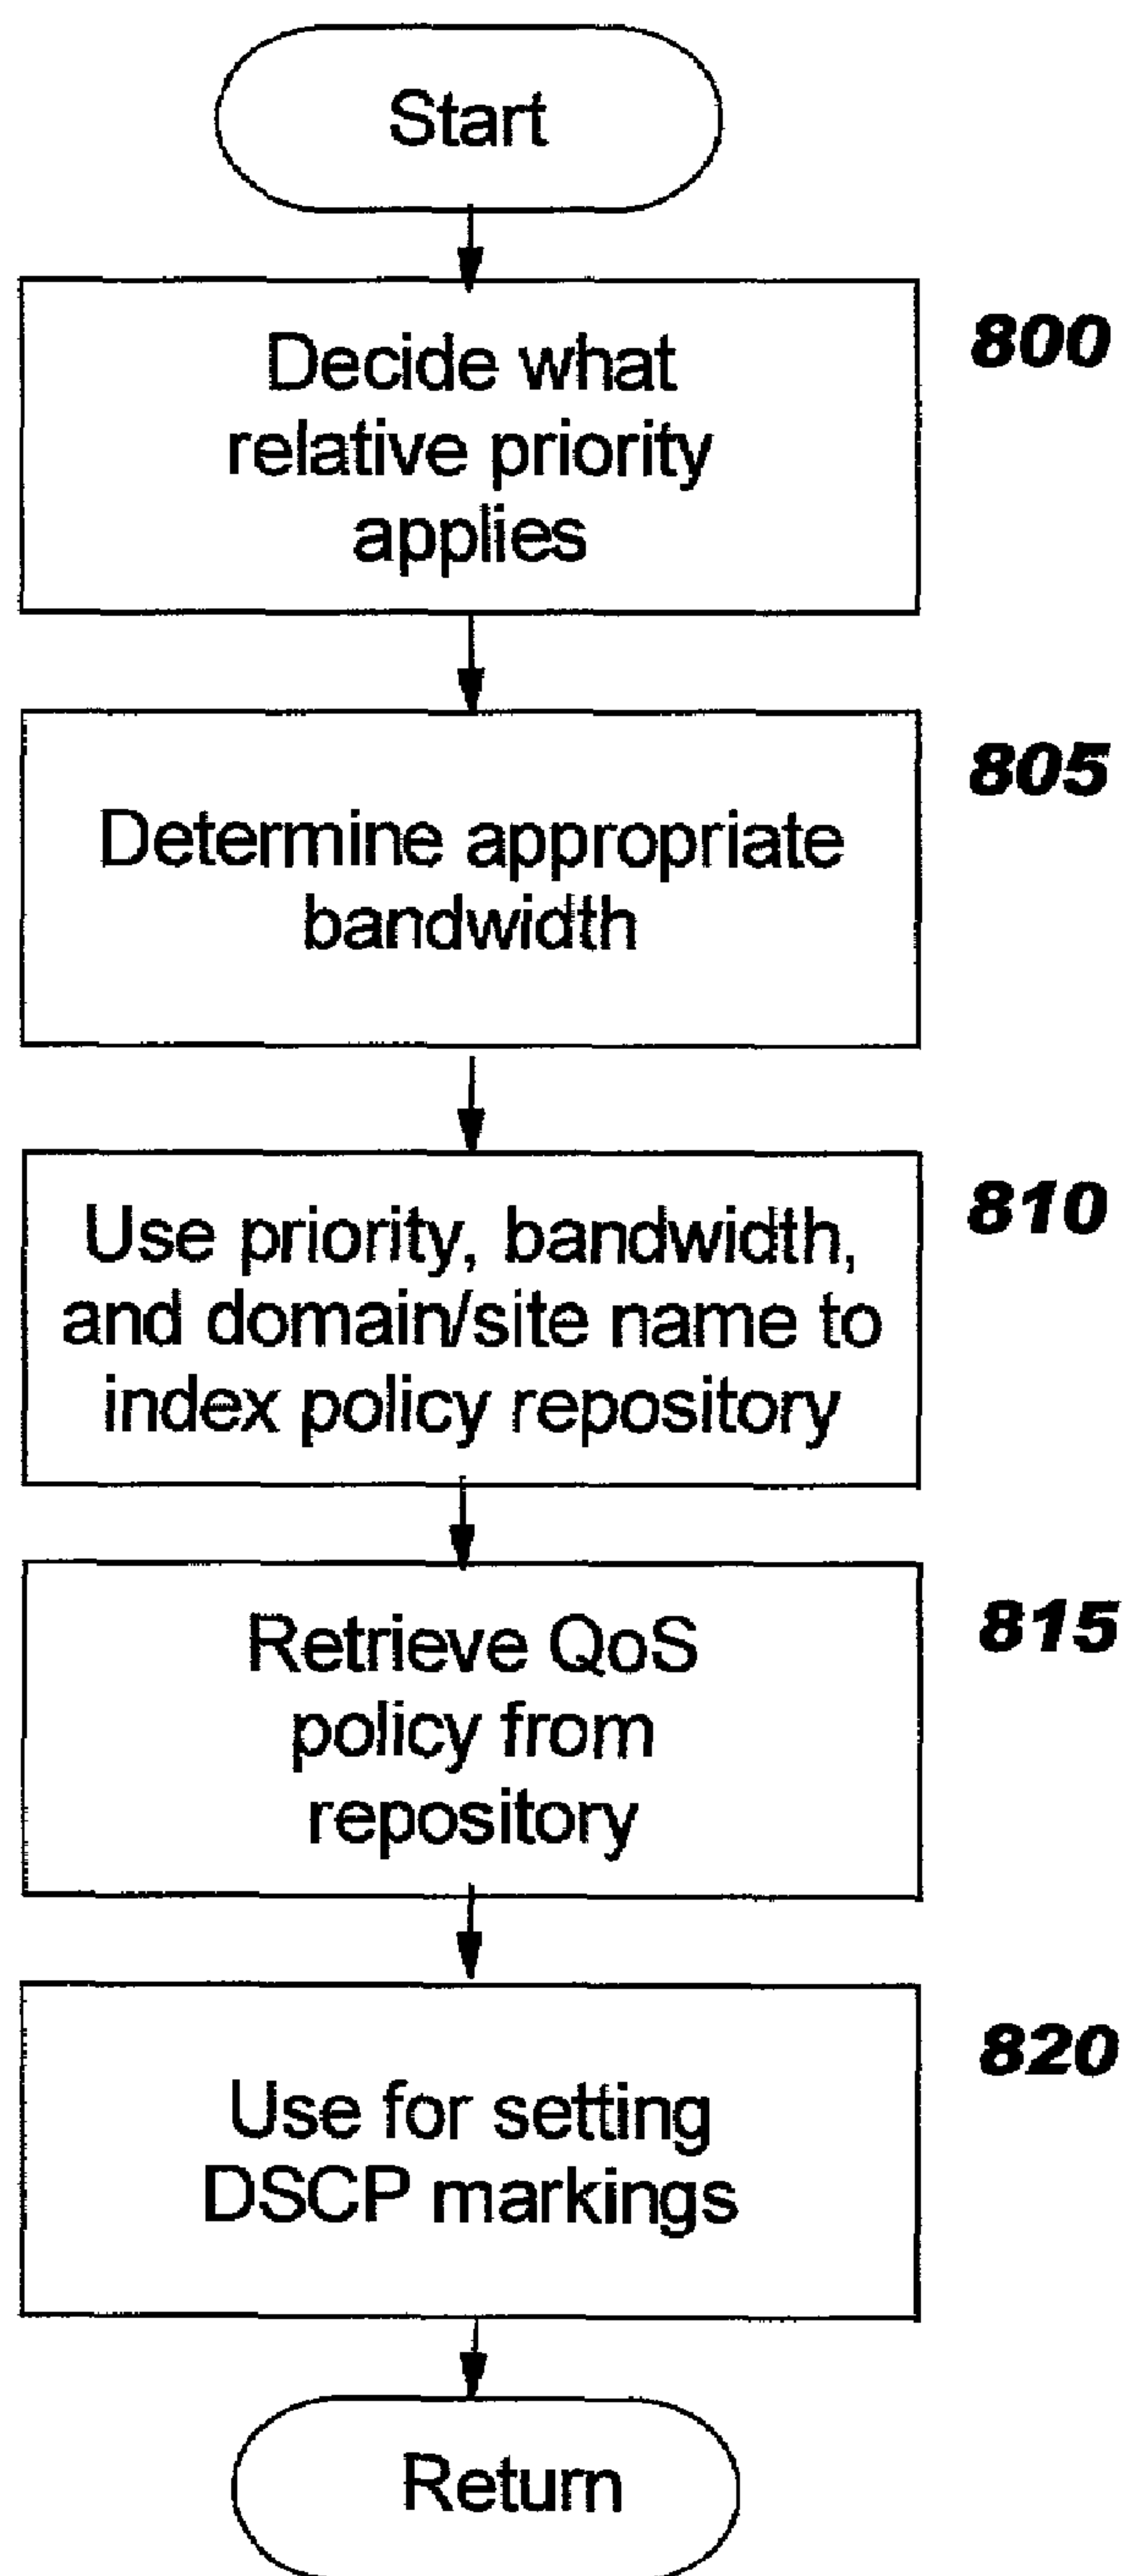 Start
800
Decide what
relative priority
applies
805
Determine appropriate
bandwidth
810
Use priority, bandwidth,
and domain/site name to
index policy repository
815
Retrieve QoS
policy from
repository
820
Use for setting
DSCP markings
Return